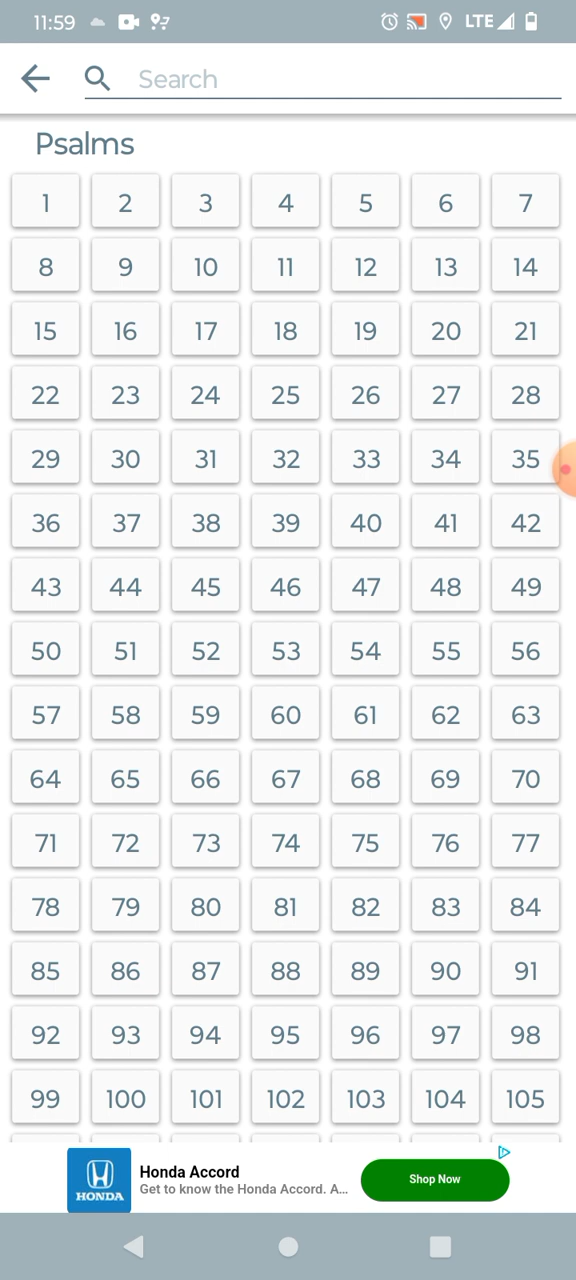 11:59 LTE
Search
Psalms
1 2 3 4 5 6 7
8 9 10 11 12 13 14
15 16 17 18 19 20 21
22 23 24 25 26 27 28
29 30 31 32 33 34 35
36 37 38 39 40 41 42
43 44 45 46 47 48 49
50 51 52 53 54 55 56
57 58 59 60 61 62 63
64 65 66 67 68 69 70
71 72 73 74 75 76 77
78 79 80 81 82 83 84
85 86 87 88 89 90 91
92 93 94 95 96 97 98
99 100 101 102 103 104 105
Honda Accord
Get to know the Honda Accord. A...
HONDA
Shop Now